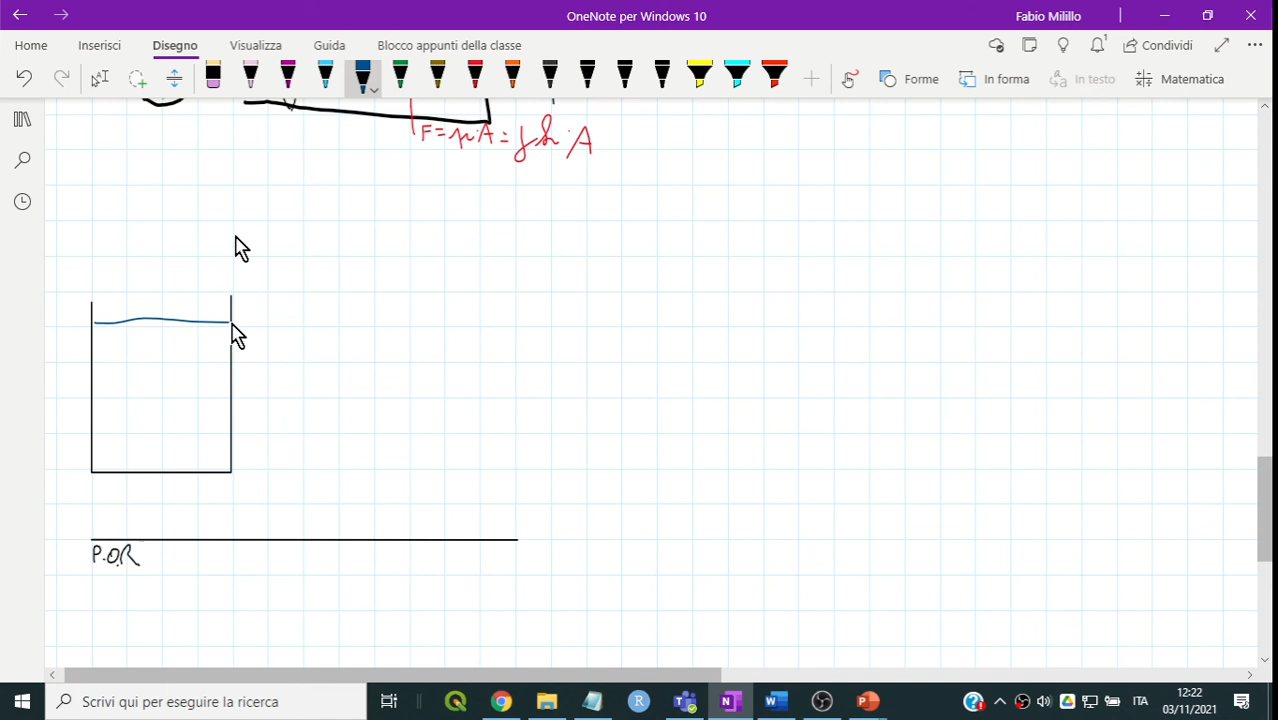 OneNote per Windows 10
Fabio Milillo
Home Inserisci Disegno Visualizza Guida Blocco appunti della classe
Condividi
Forme In forma In testo Matematica
F = p·A = γh·A
P.O.R
Scrivi qui per eseguire la ricerca
ITA
12:22
03/11/2021